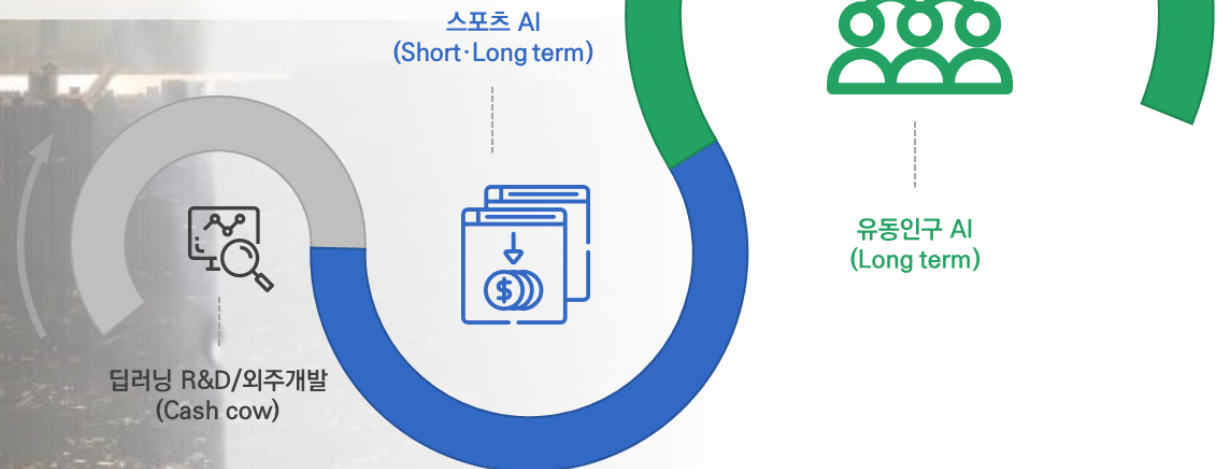 스포츠 AI
(Short·Long term)
유동인구 AI
(Long term)
딥러닝 R&D/외주개발
(Cash cow)